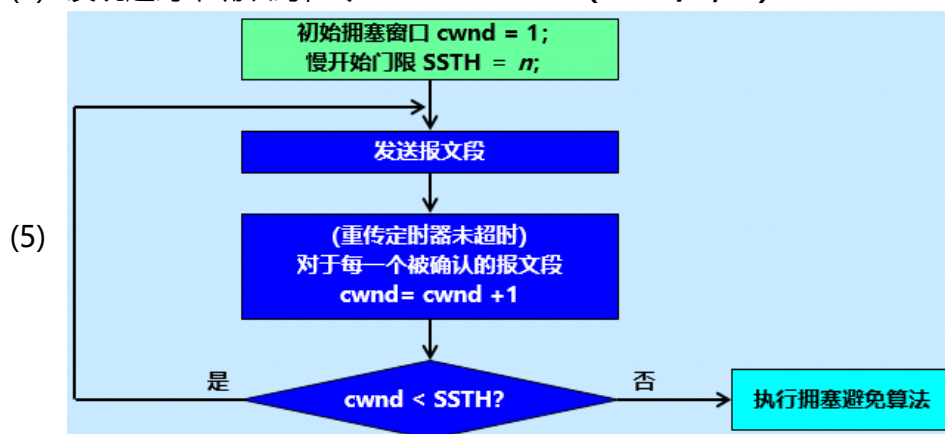 初始拥塞窗口 cwnd = 1;
慢开始门限 SSTH = n;
发送报文段
(5)
(重传定时器未超时)
对于每一个被确认的报文段
cwnd= cwnd +1
是
cwnd < SSTH?
否
执行拥塞避免算法